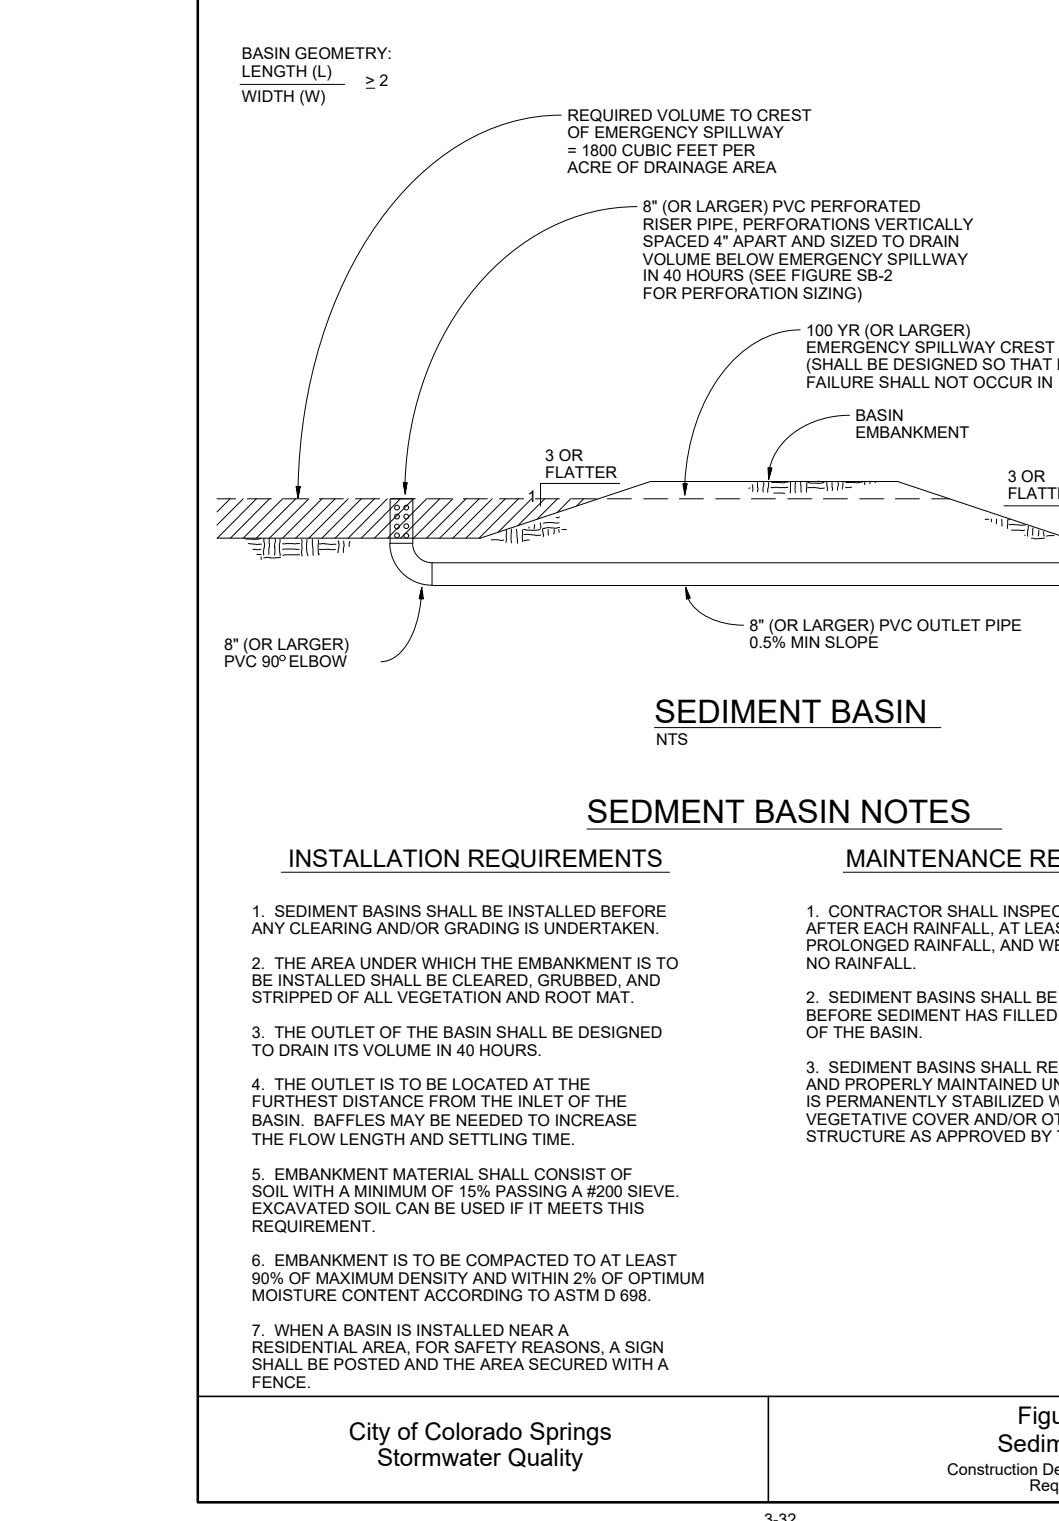 BASIN GEOMETRY:
LENGTH (L)
WIDTH (W)
≥ 2
REQUIRED VOLUME TO CREST
OF EMERGENCY SPILLWAY
= 1800 CUBIC FEET PER
ACRE OF DRAINAGE AREA
8" (OR LARGER) PVC PERFORATED
RISER PIPE, PERFORATIONS VERTICALLY
SPACED 4" APART AND SIZED TO DRAIN
VOLUME BELOW EMERGENCY SPILLWAY
IN 40 HOURS (SEE FIGURE SB-2
FOR PERFORATION SIZING)
100 YR (OR LARGER)
EMERGENCY SPILLWAY CREST
(SHALL BE DESIGNED SO THAT
FAILURE SHALL NOT OCCUR IN
BASIN
EMBANKMENT
3 OR
FLATTER
1
3 OR
FLATTE
8" (OR LARGER) PVC OUTLET PIPE
0.5% MIN SLOPE
8" (OR LARGER)
PVC 90° ELBOW
SEDIMENT BASIN
NTS
SEDMENT BASIN NOTES
INSTALLATION REQUIREMENTS
1. SEDIMENT BASINS SHALL BE INSTALLED BEFORE
ANY CLEARING AND/OR GRADING IS UNDERTAKEN.
2. THE AREA UNDER WHICH THE EMBANKMENT IS TO
BE INSTALLED SHALL BE CLEARED, GRUBBED, AND
STRIPPED OF ALL VEGETATION AND ROOT MAT.
3. THE OUTLET OF THE BASIN SHALL BE DESIGNED
TO DRAIN ITS VOLUME IN 40 HOURS.
4. THE OUTLET IS TO BE LOCATED AT THE
FURTHEST DISTANCE FROM THE INLET OF THE
BASIN. BAFFLES MAY BE NEEDED TO INCREASE
THE FLOW LENGTH AND SETTLING TIME.
5. EMBANKMENT MATERIAL SHALL CONSIST OF
SOIL WITH A MINIMUM OF 15% PASSING A #200 SIEVE.
EXCAVATED SOIL CAN BE USED IF IT MEETS THIS
REQUIREMENT.
6. EMBANKMENT IS TO BE COMPACTED TO AT LEAST
90% OF MAXIMUM DENSITY AND WITHIN 2% OF OPTIMUM
MOISTURE CONTENT ACCORDING TO ASTM D 698.
7. WHEN A BASIN IS INSTALLED NEAR A
RESIDENTIAL AREA, FOR SAFETY REASONS, A SIGN
SHALL BE POSTED AND THE AREA SECURED WITH A
FENCE.
MAINTENANCE RE
1. CONTRACTOR SHALL INSPEC
AFTER EACH RAINFALL, AT LEAS
PROLONGED RAINFALL, AND WE
NO RAINFALL.
2. SEDIMENT BASINS SHALL BE
BEFORE SEDIMENT HAS FILLED
OF THE BASIN.
3. SEDIMENT BASINS SHALL RE
AND PROPERLY MAINTAINED UN
IS PERMANENTLY STABILIZED W
VEGETATIVE COVER AND/OR OT
STRUCTURE AS APPROVED BY
City of Colorado Springs
Stormwater Quality
Figu
Sedim
Construction De
Req
3-32